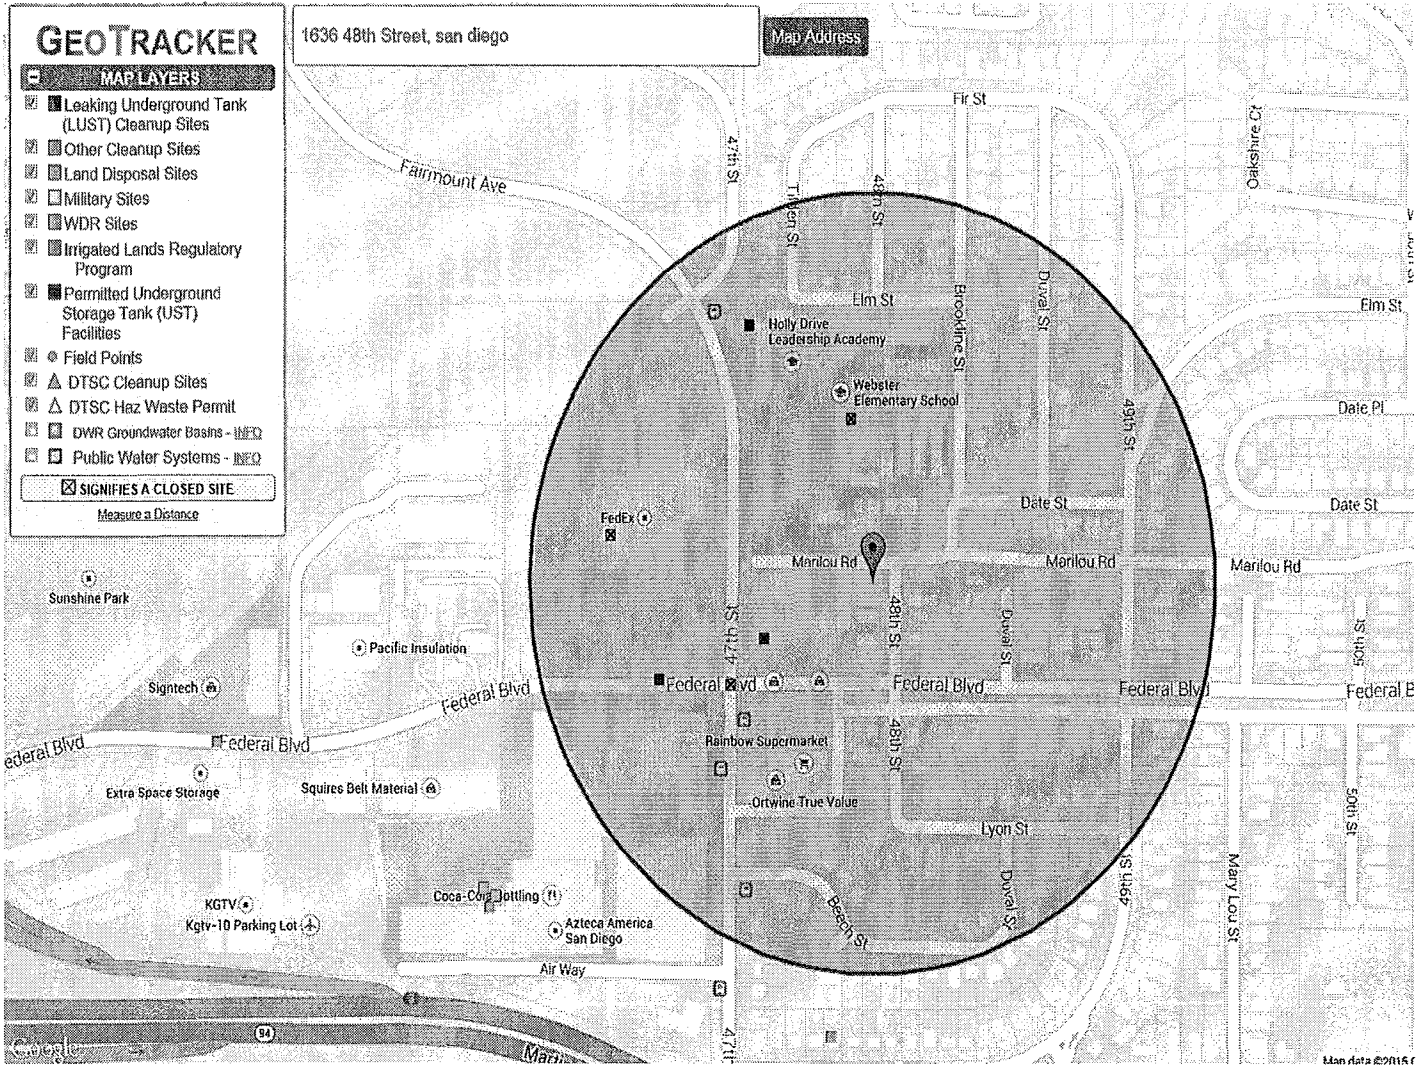 GEOTRACKER
1636 48th Street, san diego
Map Address
MAP LAYERS
Leaking Underground Tank
(LUST) Cleanup Sites
Other Cleanup Sites
Land Disposal Sites
Military Sites
WDR Sites
Irrigated Lands Regulatory
Program
Permitted Underground
Storage Tank (UST)
Facilities
Field Points
DTSC Cleanup Sites
DTSC Haz Waste Permit
DWR Groundwater Basins - INFO
Public Water Systems - INFO
SIGNIFIES A CLOSED SITE
Measure a Distance
Fir St
47th St
Oakshire Ct
Fairmount Ave
48th St
Elm St
Duval St
Elm St
Brookline St
Holly Drive
Leadership Academy
Webster
Elementary School
Date Pl
49th St
FedEx
Date St
Date St
Marilou Rd
Marilou Rd
Marilou Rd
Sunshine Park
48th St
Duval St
47th St
50th St
Pacific Insulation
Signtech
Federal Blvd
Federal Blvd
Federal Blvd
Federal B
Federal Blvd
ederal Blvd
Federal Blvd
48th St
Rainbow Supermarket
Extra Space Storage
Squires Belt Material
Ortwine True Value
50th St
Lyon St
49th St
Mary Lou St
Duval St
Beech St
KGTV
Kgtv-10 Parking Lot
Azteca America
San Diego
Air Way
94
Google
47th
Map data ©2015 G